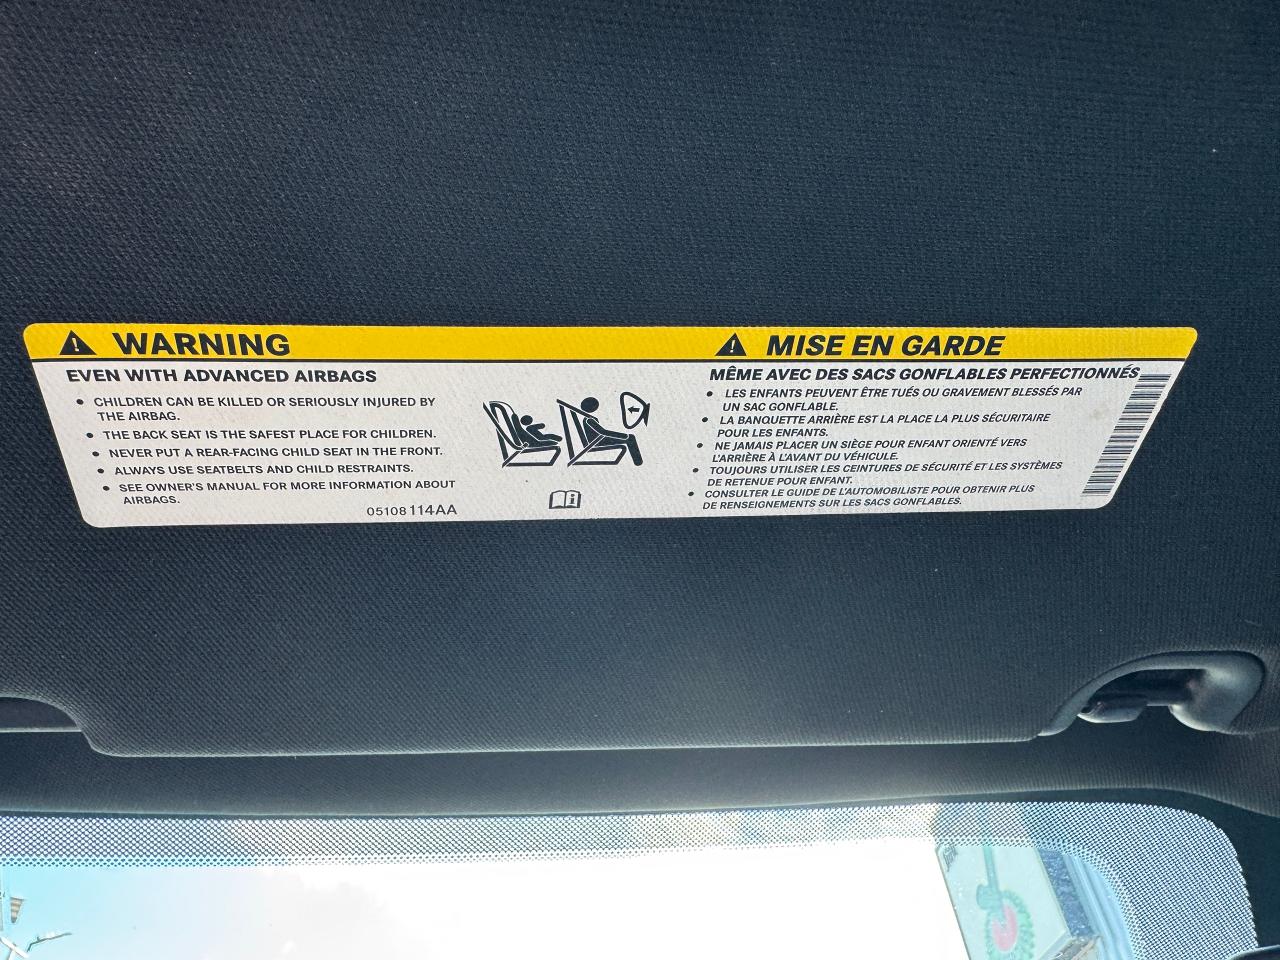 WARNING
EVEN WITH ADVANCED AIRBAGS
• CHILDREN CAN BE KILLED OR SERIOUSLY INJURED BY
THE AIRBAG.
• THE BACK SEAT IS THE SAFEST PLACE FOR CHILDREN.
• NEVER PUT A REAR-FACING CHILD SEAT IN THE FRONT.
• ALWAYS USE SEATBELTS AND CHILD RESTRAINTS.
• SEE OWNER'S MANUAL FOR MORE INFORMATION ABOUT
AIRBAGS.
05108114AA
MISE EN GARDE
MÊME AVEC DES SACS GONFLABLES PERFECTIONNÉS
• LES ENFANTS PEUVENT ÊTRE TUÉS OU GRAVEMENT BLESSÉS PAR
UN SAC GONFLABLE.
• LA BANQUETTE ARRIÈRE EST LA PLACE LA PLUS SÉCURITAIRE
POUR LES ENFANTS.
• NE JAMAIS PLACER UN SIÈGE POUR ENFANT ORIENTÉ VERS
L'ARRIÈRE À L'AVANT DU VÉHICULE.
• TOUJOURS UTILISER LES CEINTURES DE SÉCURITÉ ET LES SYSTÈMES
DE RETENUE POUR ENFANT.
• CONSULTER LE GUIDE DE L'AUTOMOBILISTE POUR OBTENIR PLUS
DE RENSEIGNEMENTS SUR LES SACS GONFLABLES.